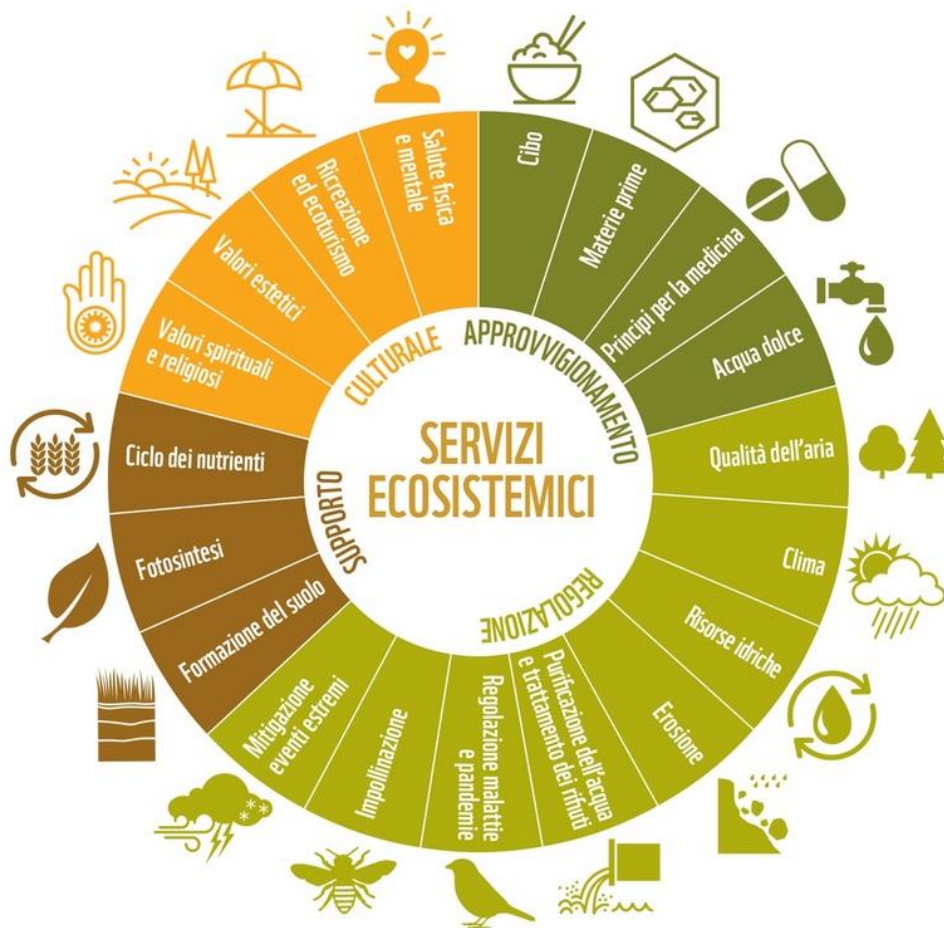 SERVIZI
ECOSISTEMICI
APPROVVIGIONAMENTO
Cibo
Materie prime
Principi per la medicina
Acqua dolce
REGOLAZIONE
Qualità dell'aria
Clima
Risorse idriche
Erosione
Purificazione dell'acqua
e trattamento dei rifiuti
Regolazione malattie
e pandemie
Impollinazione
Mitigazione
eventi estremi
SUPPORTO
Formazione del suolo
Fotosintesi
Ciclo dei nutrienti
CULTURALE
Valori spirituali
e religiosi
Valori estetici
Ricreazione
ed ecoturismo
Salute fisica
e mentale